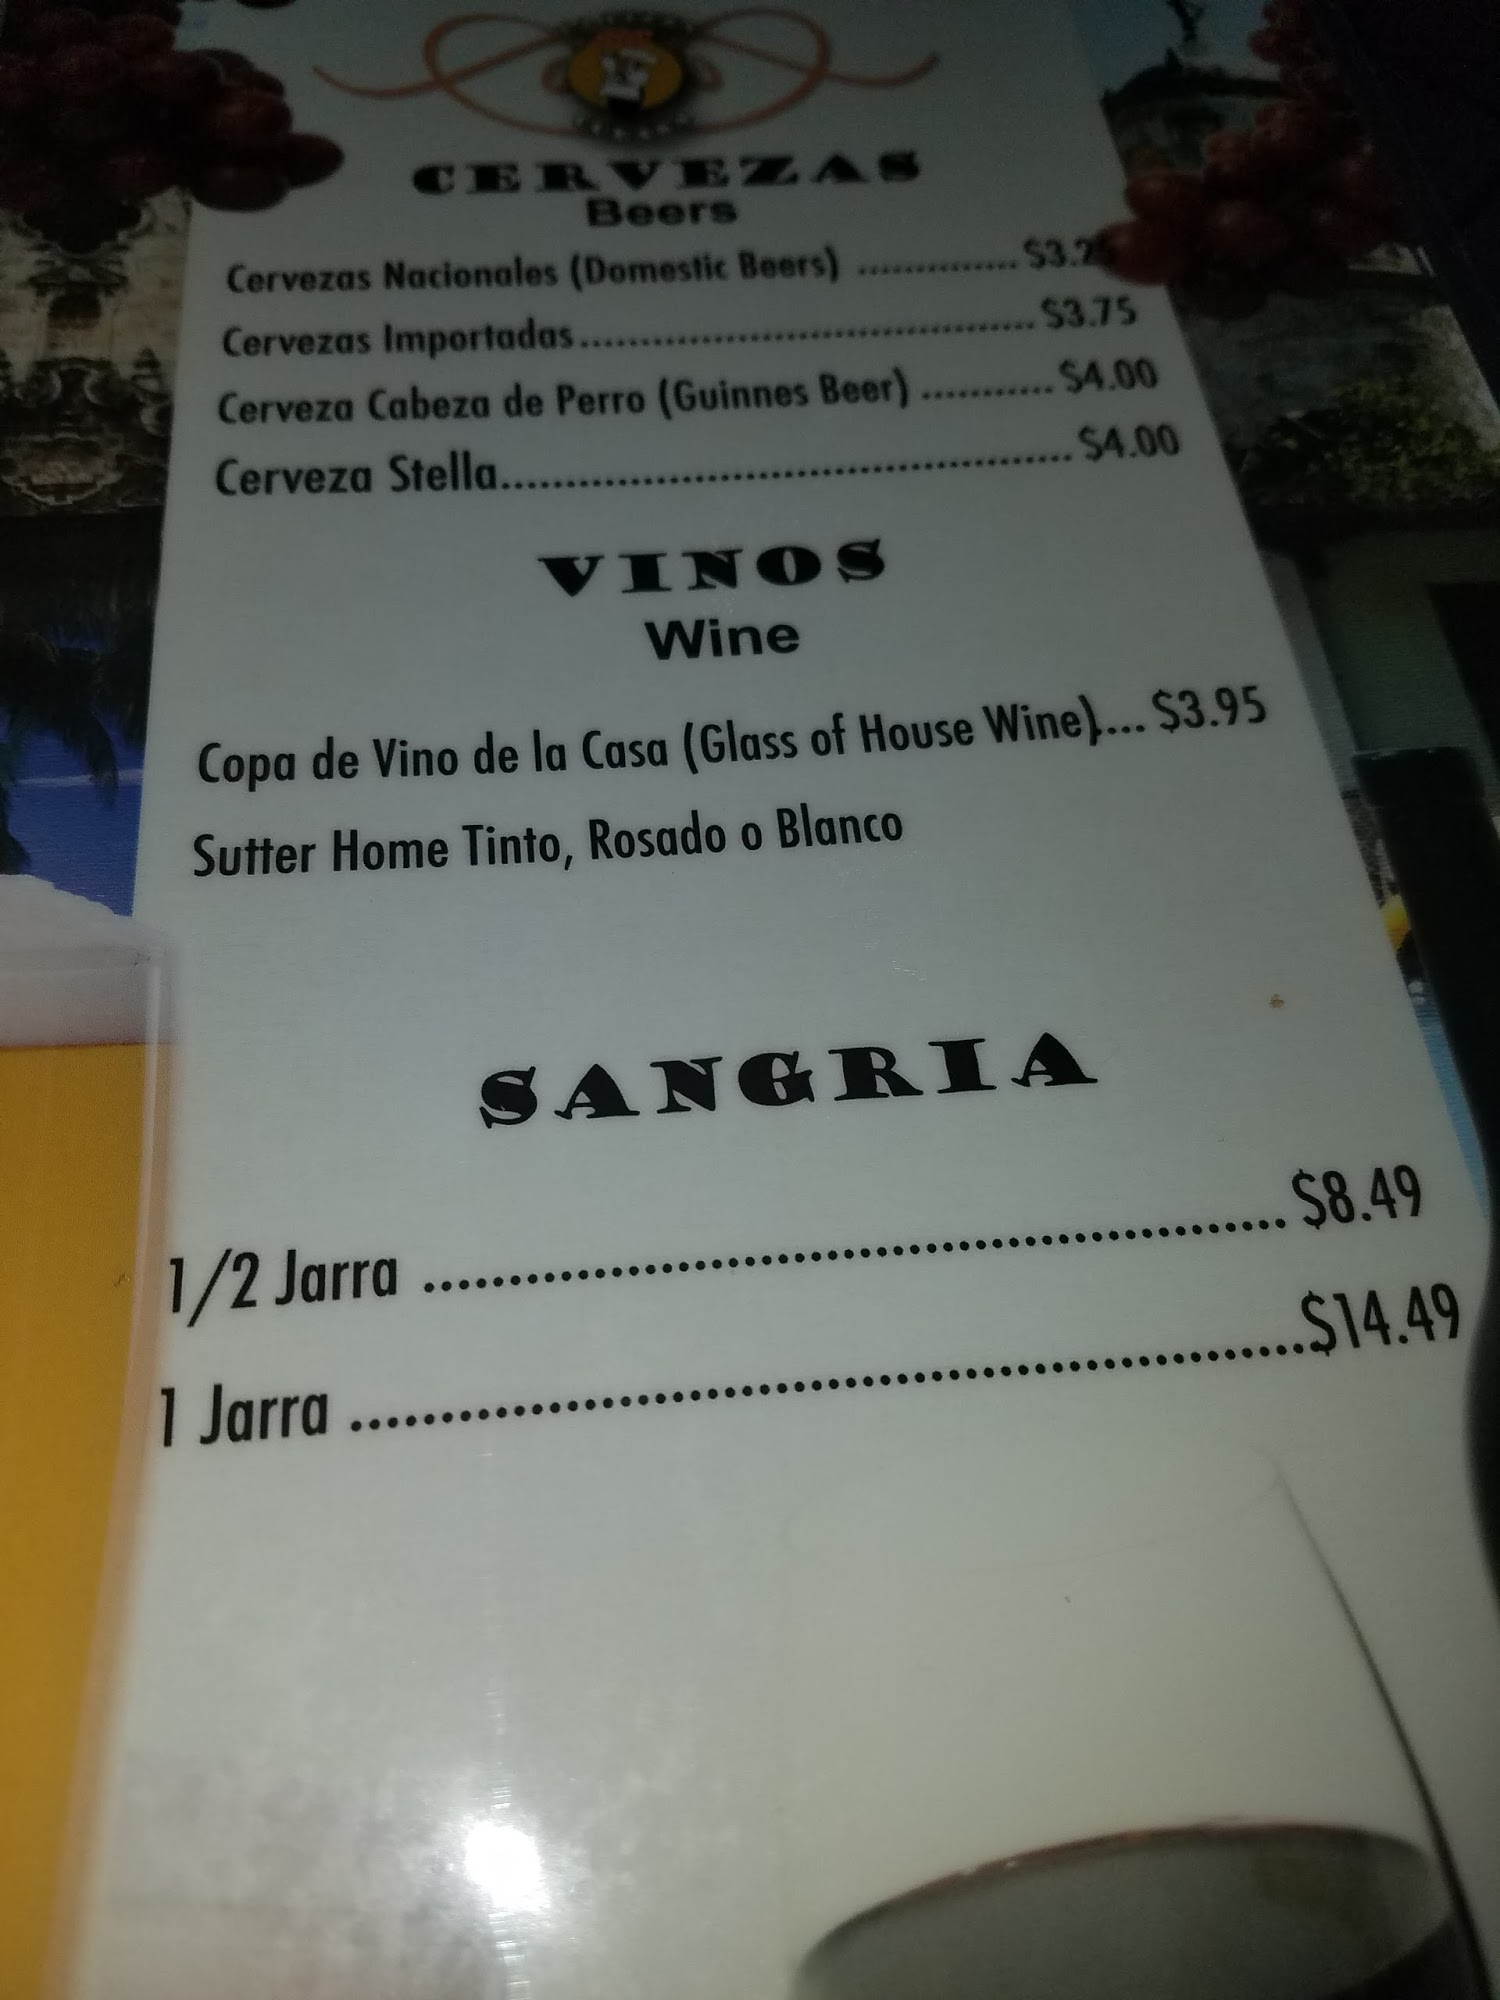 CERVEZAS
Beers
Cervezas Nacionales (Domestic Beers) ..............
Cervezas Importadas....................................... $3.75
Cerveza Cabeza de Perro (Guinnes Beer) ........... $4.00
Cerveza Stella............................................... $4.00
VINOS
Wine
Copa de Vino de la Casa (Glass of House Wine).... $3.95
Sutter Home Tinto, Rosado o Blanco
SANGRIA
1/2 Jarra ...................................................... $8.49
1 Jarra .............................................................$14.49